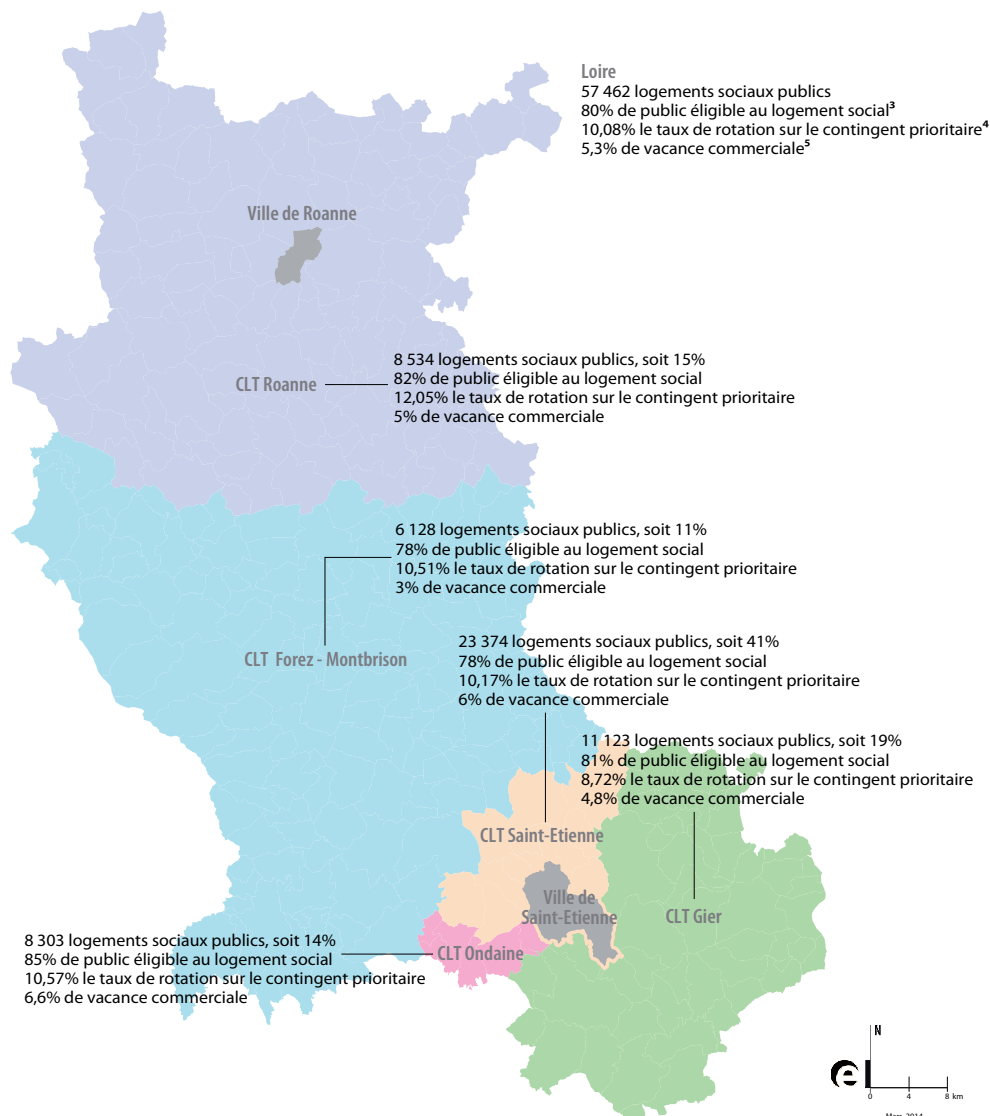 Loire
57 462 logements sociaux publics
80% de public éligible au logement social³
10,08% le taux de rotation sur le contingent prioritaire⁴
5,3% de vacance commerciale⁵
Ville de Roanne
CLT Roanne
8 534 logements sociaux publics, soit 15%
82% de public éligible au logement social
12,05% le taux de rotation sur le contingent prioritaire
5% de vacance commerciale
6 128 logements sociaux publics, soit 11%
78% de public éligible au logement social
10,51% le taux de rotation sur le contingent prioritaire
3% de vacance commerciale
CLT Forez - Montbrison
23 374 logements sociaux publics, soit 41%
78% de public éligible au logement social
10,17% le taux de rotation sur le contingent prioritaire
6% de vacance commerciale
11 123 logements sociaux publics, soit 19%
81% de public éligible au logement social
8,72% le taux de rotation sur le contingent prioritaire
4,8% de vacance commerciale
CLT Saint-Etienne
Ville de
Saint-Etienne
CLT Gier
8 303 logements sociaux publics, soit 14%
85% de public éligible au logement social
10,57% le taux de rotation sur le contingent prioritaire
6,6% de vacance commerciale
CLT Ondaine
N
0 4 8 km
Mars 2014